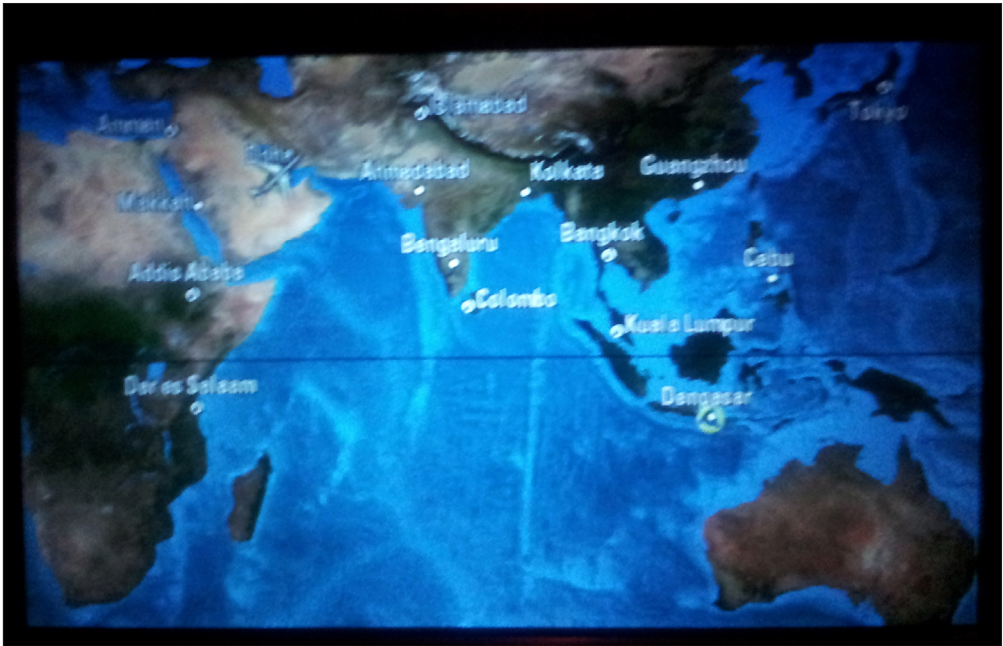 Islamabad
Tokyo
Amman
Ahmedabad
Kolkata
Guangzhou
Makkah
Bengaluru
Bangkok
Cebu
Addis Ababa
Colombo
Kuala Lumpur
Dar es Salaam
Denpasar